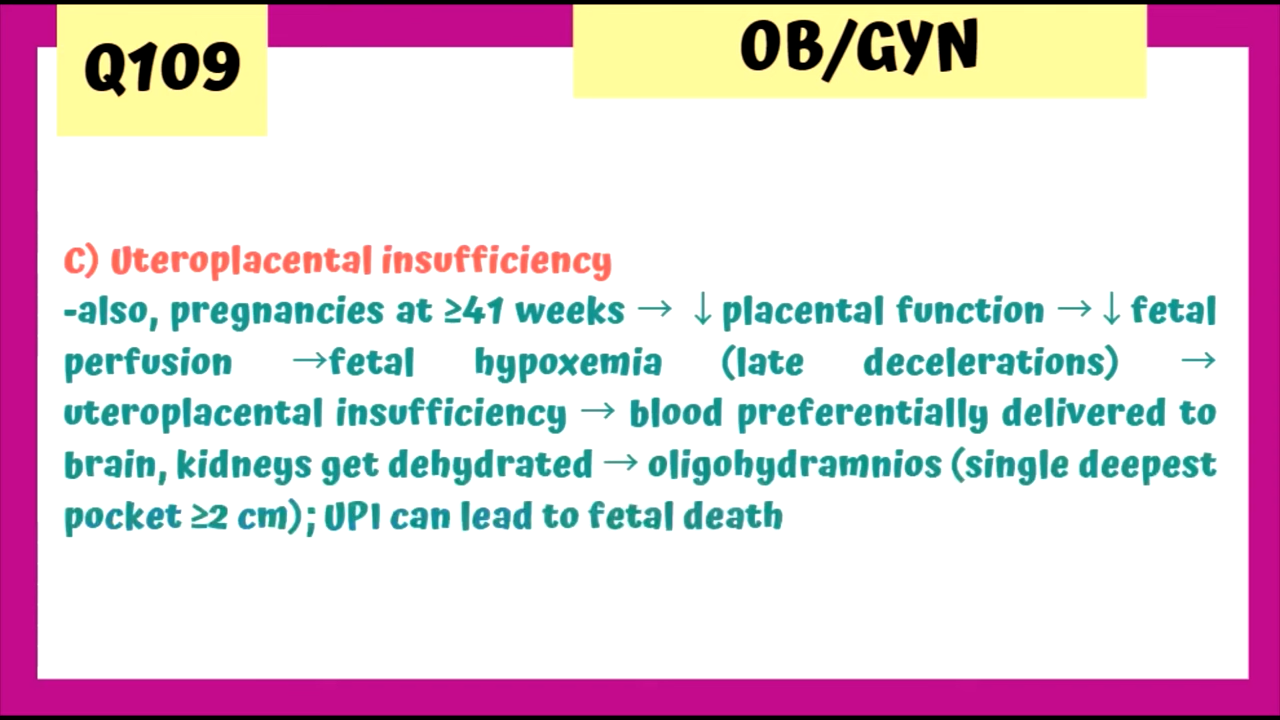 Q109
OB/GYN
C) Uteroplacental insufficiency
-also, pregnancies at ≥41 weeks → ↓ placental function → ↓ fetal
perfusion →fetal hypoxemia (late decelerations) →
uteroplacental insufficiency → blood preferentially delivered to
brain, kidneys get dehydrated → oligohydramnios (single deepest
pocket ≥2 cm); UPI can lead to fetal death